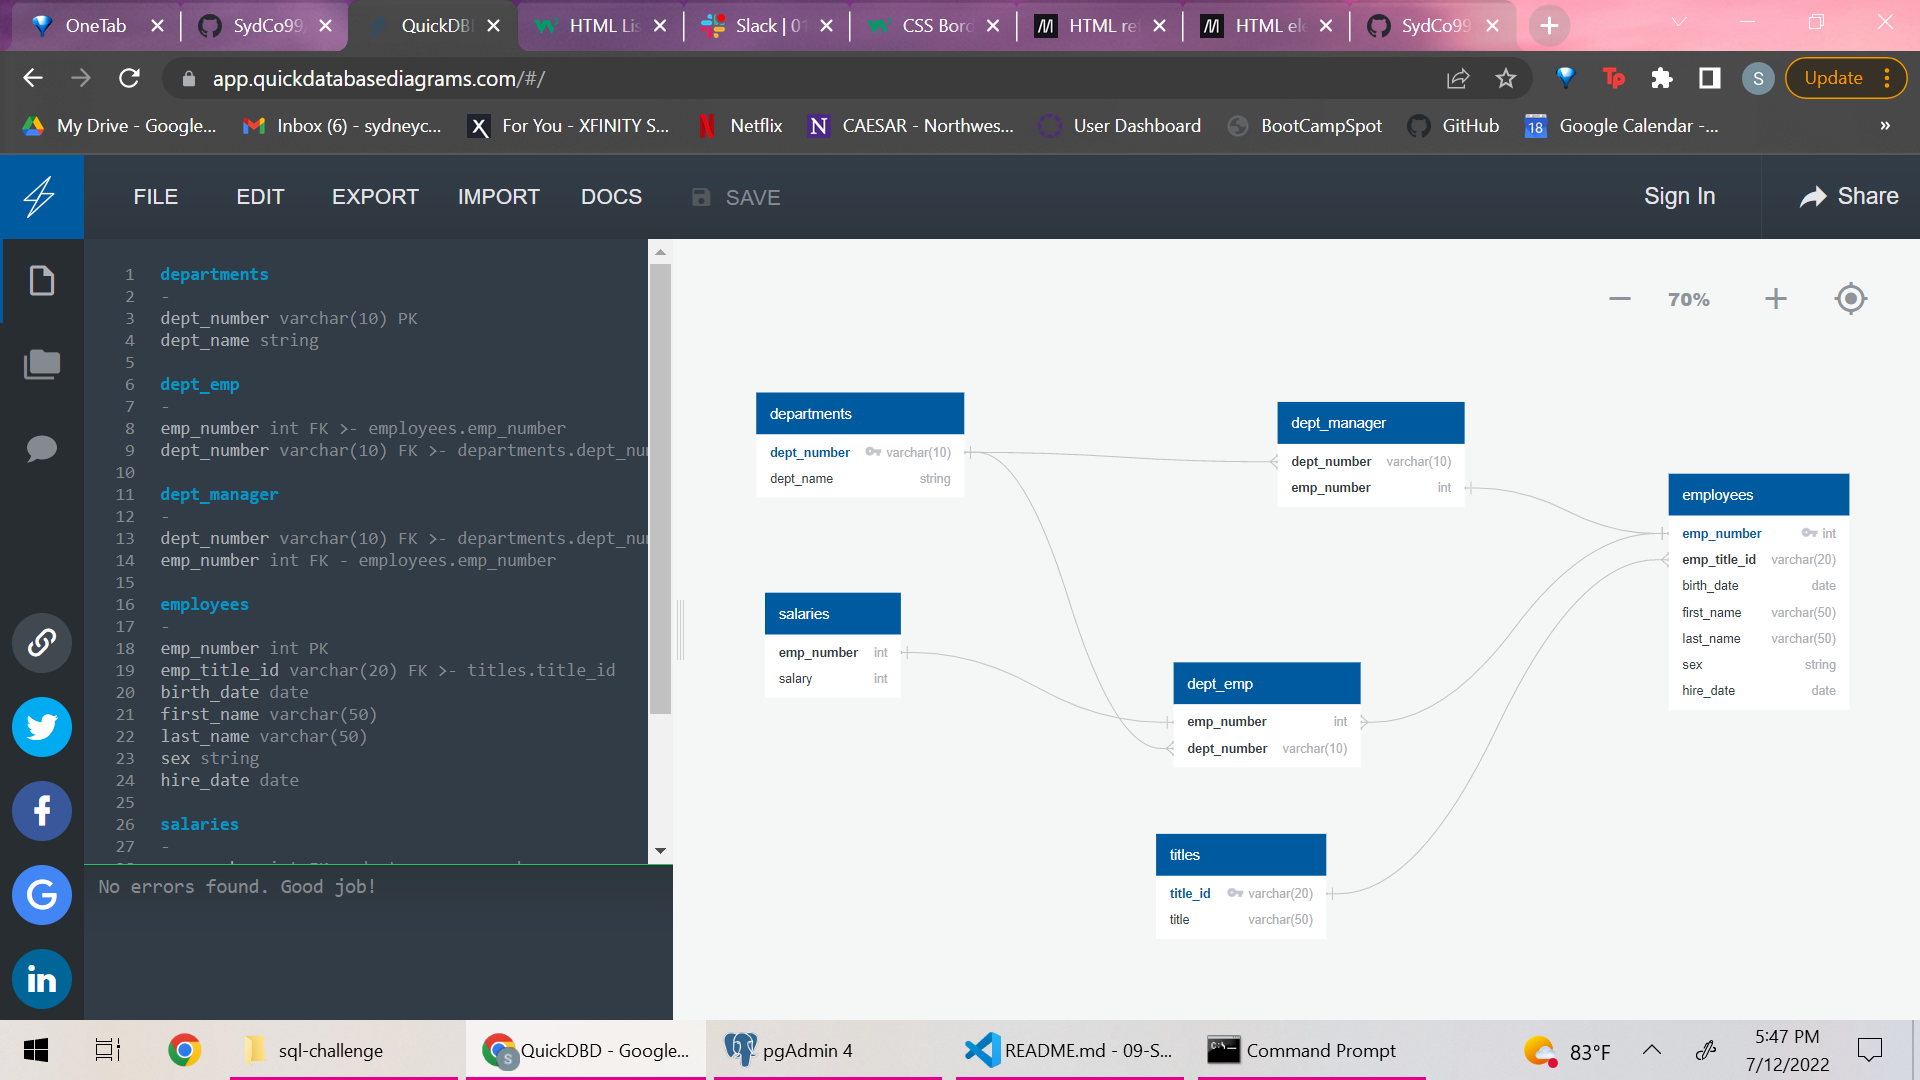 OneTab
SydCo99
QuickDB
HTML Lis
Slack | 01
CSS Bord
HTML ref
HTML ele
SydCo99
app.quickdatabasediagrams.com/#/
Tp
S
Update
My Drive - Google...
Inbox (6) - sydneyc...
For You - XFINITY S...
Netflix
CAESAR - Northwes...
User Dashboard
BootCampSpot
GitHub
18
Google Calendar -...
»
FILE
EDIT
EXPORT
IMPORT
DOCS
SAVE
Sign In
Share
1 departments
2 -
3 dept_number varchar(10) PK
4 dept_name string
5
6 dept_emp
7 -
8 emp_number int FK >- employees.emp_number
9 dept_number varchar(10) FK >- departments.dept_nu
10
11 dept_manager
12 -
13 dept_number varchar(10) FK >- departments.dept_nu
14 emp_number int FK - employees.emp_number
15
16 employees
17 -
18 emp_number int PK
19 emp_title_id varchar(20) FK >- titles.title_id
20 birth_date date
21 first_name varchar(50)
22 last_name varchar(50)
23 sex string
24 hire_date date
25
26 salaries
27 -
No errors found. Good job!
70%
departments
dept_number varchar(10)
dept_name string
dept_manager
dept_number varchar(10)
emp_number int
employees
emp_number int
emp_title_id varchar(20)
birth_date date
first_name varchar(50)
last_name varchar(50)
sex string
hire_date date
salaries
emp_number int
salary int
dept_emp
emp_number int
dept_number varchar(10)
titles
title_id varchar(20)
title varchar(50)
sql-challenge
S
QuickDBD - Google...
pgAdmin 4
README.md - 09-S...
Command Prompt
83°F
5:47 PM
7/12/2022